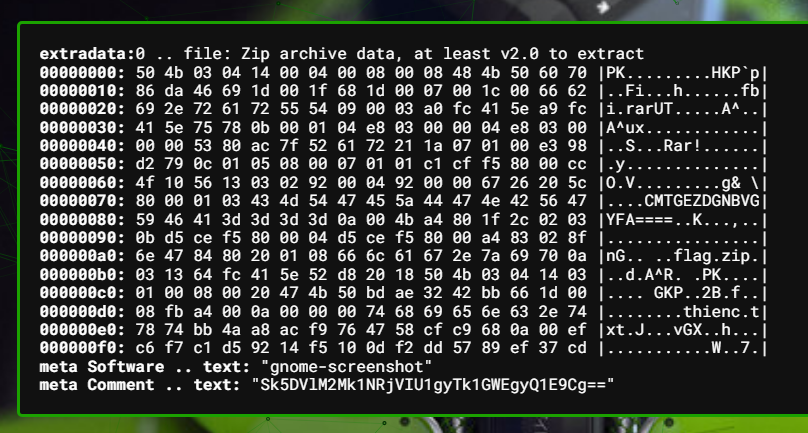 extradata:0 .. file: Zip archive data, at least v2.0 to extract
00000000: 50 4b 03 04 14 00 04 00 08 00 08 48 4b 50 60 70 |PK.........HKP`p|
00000010: 86 da 46 69 1d 00 1f 68 1d 00 07 00 1c 00 66 62 |..Fi...h......fb|
00000020: 69 2e 72 61 72 55 54 09 00 03 a0 fc 41 5e a9 fc |i.rarUT.....A^..|
00000030: 41 5e 75 78 0b 00 01 04 e8 03 00 00 04 e8 03 00 |A^ux............|
00000040: 00 00 53 80 ac 7f 52 61 72 21 1a 07 01 00 e3 98 |..S...Rar!......|
00000050: d2 79 0c 01 05 08 00 07 01 01 c1 cf f5 80 00 cc |.y..............|
00000060: 4f 10 56 13 03 02 92 00 04 92 00 00 67 26 20 5c |O.V.........g& \|
00000070: 80 00 01 03 43 4d 54 47 45 5a 44 47 4e 42 56 47 |....CMTGEZDGNBVG|
00000080: 59 46 41 3d 3d 3d 3d 0a 00 4b a4 80 1f 2c 02 03 |YFA====..K...,..|
00000090: 0b d5 ce f5 80 00 04 d5 ce f5 80 00 a4 83 02 8f |................|
000000a0: 6e 47 84 80 20 01 08 66 6c 61 67 2e 7a 69 70 0a |nG.. ..flag.zip.|
000000b0: 03 13 64 fc 41 5e 52 d8 20 18 50 4b 03 04 14 03 |..d.A^R. .PK....|
000000c0: 01 00 08 00 20 47 4b 50 bd ae 32 42 bb 66 1d 00 |.... GKP..2B.f..|
000000d0: 08 fb a4 00 0a 00 00 00 74 68 69 65 6e 63 2e 74 |........thienc.t|
000000e0: 78 74 bb 4a a8 ac f9 76 47 58 cf c9 68 0a 00 ef |xt.J...vGX..h...|
000000f0: c6 f7 c1 d5 92 14 f5 10 0d f2 dd 57 89 ef 37 cd |...........W..7.|
meta Software .. text: "gnome-screenshot"
meta Comment .. text: "Sk5DVlM2Mk1NRjVIU1gyTk1GWEgyQ1E9Cg=="